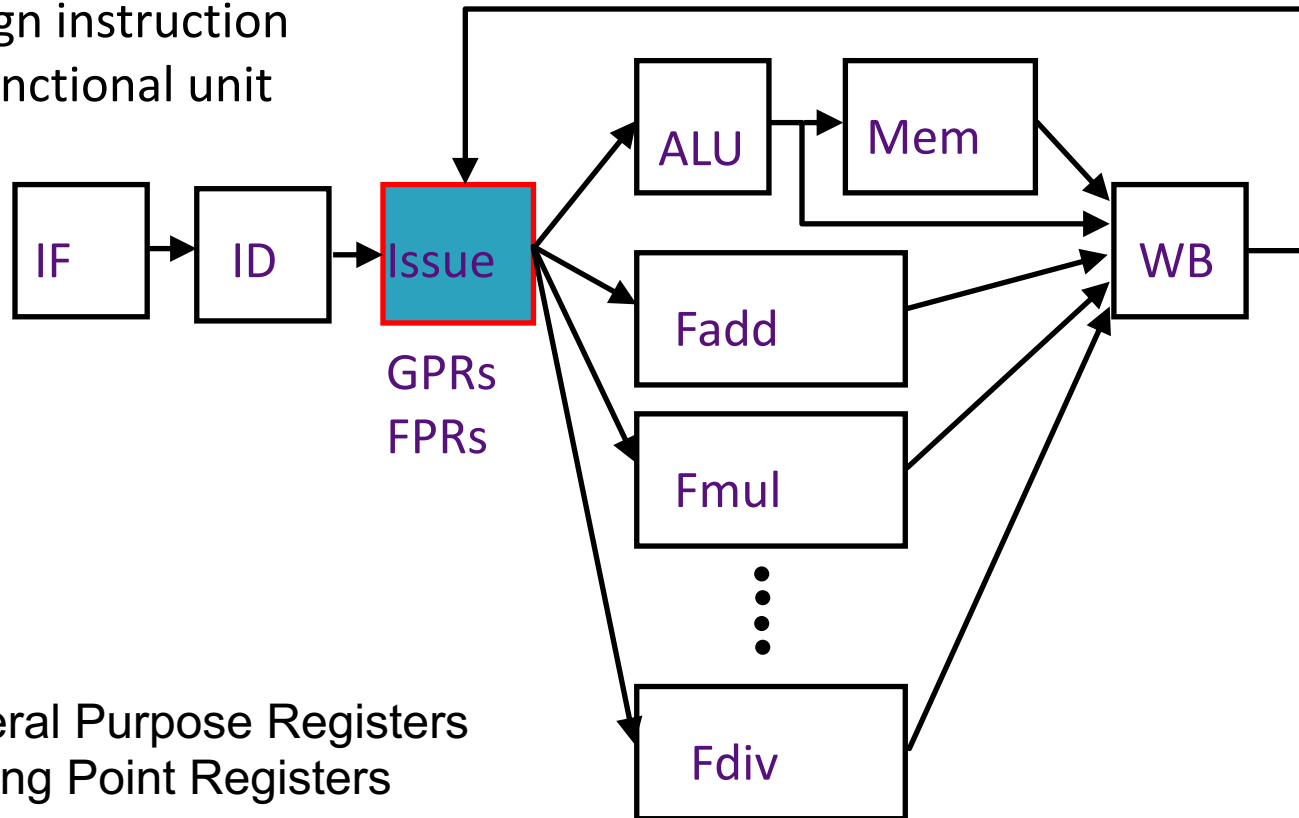 gn instruction
nctional unit
IF
ID
Issue
GPRs
FPRs
ALU
Mem
Fadd
Fmul
Fdiv
WB
eral Purpose Registers
ng Point Registers